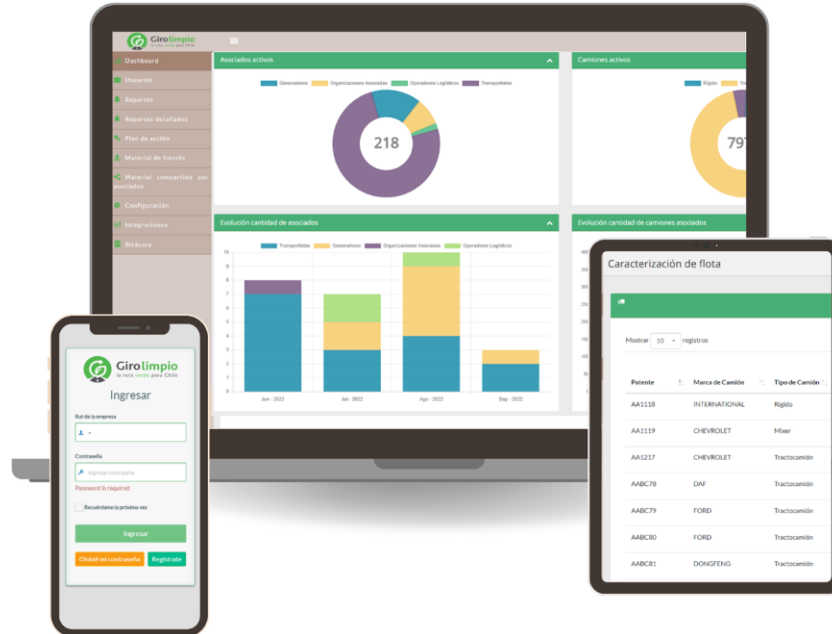 Girolimpio
la ruta verde para Chile
Dashboard
Usuarios
Reportes
Reportes detallados
Plan de acción
Material de Interés
Material compartido por
asociados
Configuración
Integraciones
Bitácora
Asociados activos
Generadores
Organizaciones Asociadas
Operadores Logísticos
Transportistas
218
Camiones activos
Rígido
797
Evolución cantidad de asociados
Transportistas
Generadores
Organizaciones Asociadas
Operadores Logísticos
10
9
8
7
6
5
4
3
2
1
0
Jun - 2022
Jul - 2022
Ago - 2022
Sep - 2022
Evolución cantidad de camiones asociados
Girolimpio
la ruta verde para Chile
Ingresar
Rut de la empresa
Contraseña
Ingresar contraseña
Password is required
Recuérdame la próxima vez
Ingresar
Olvidé mi contraseña
Regístrate
Caracterización de flota
Mostrar 10 registros
Patente Marca de Camión Tipo de Camión
AA1118 INTERNATIONAL Rígido
AA1119 CHEVROLET Mixer
AA1217 CHEVROLET Tractocamión
AABC78 DAF Tractocamión
AABC79 FORD Tractocamión
AABC80 FORD Tractocamión
AABC81 DONGFENG Tractocamión